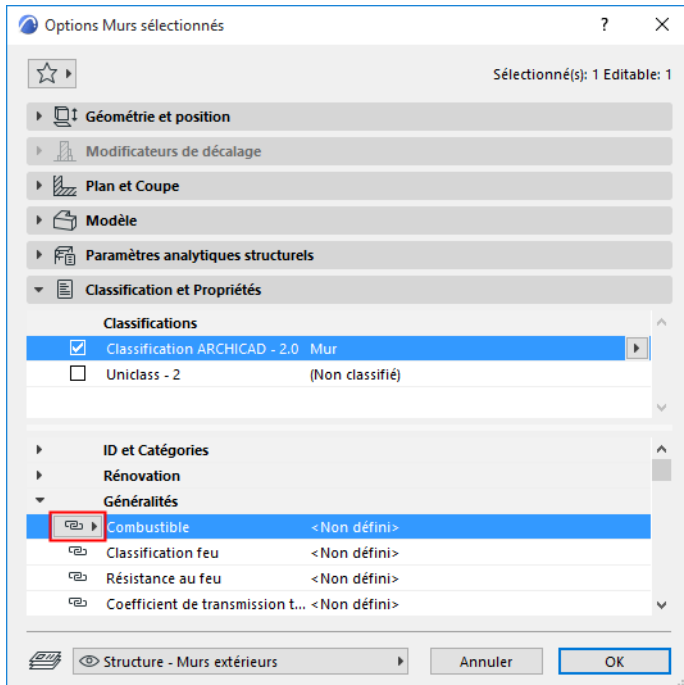 Options Murs sélectionnés
Sélectionné(s): 1 Editable: 1
Géométrie et position
Modificateurs de décalage
Plan et Coupe
Modèle
Paramètres analytiques structurels
Classification et Propriétés
Classifications
Classification ARCHICAD - 2.0 Mur
Uniclass - 2 (Non classifié)
ID et Catégories
Rénovation
Généralités
Combustible <Non défini>
Classification feu <Non défini>
Résistance au feu <Non défini>
Coefficient de transmission t... <Non défini>
Structure - Murs extérieurs Annuler OK